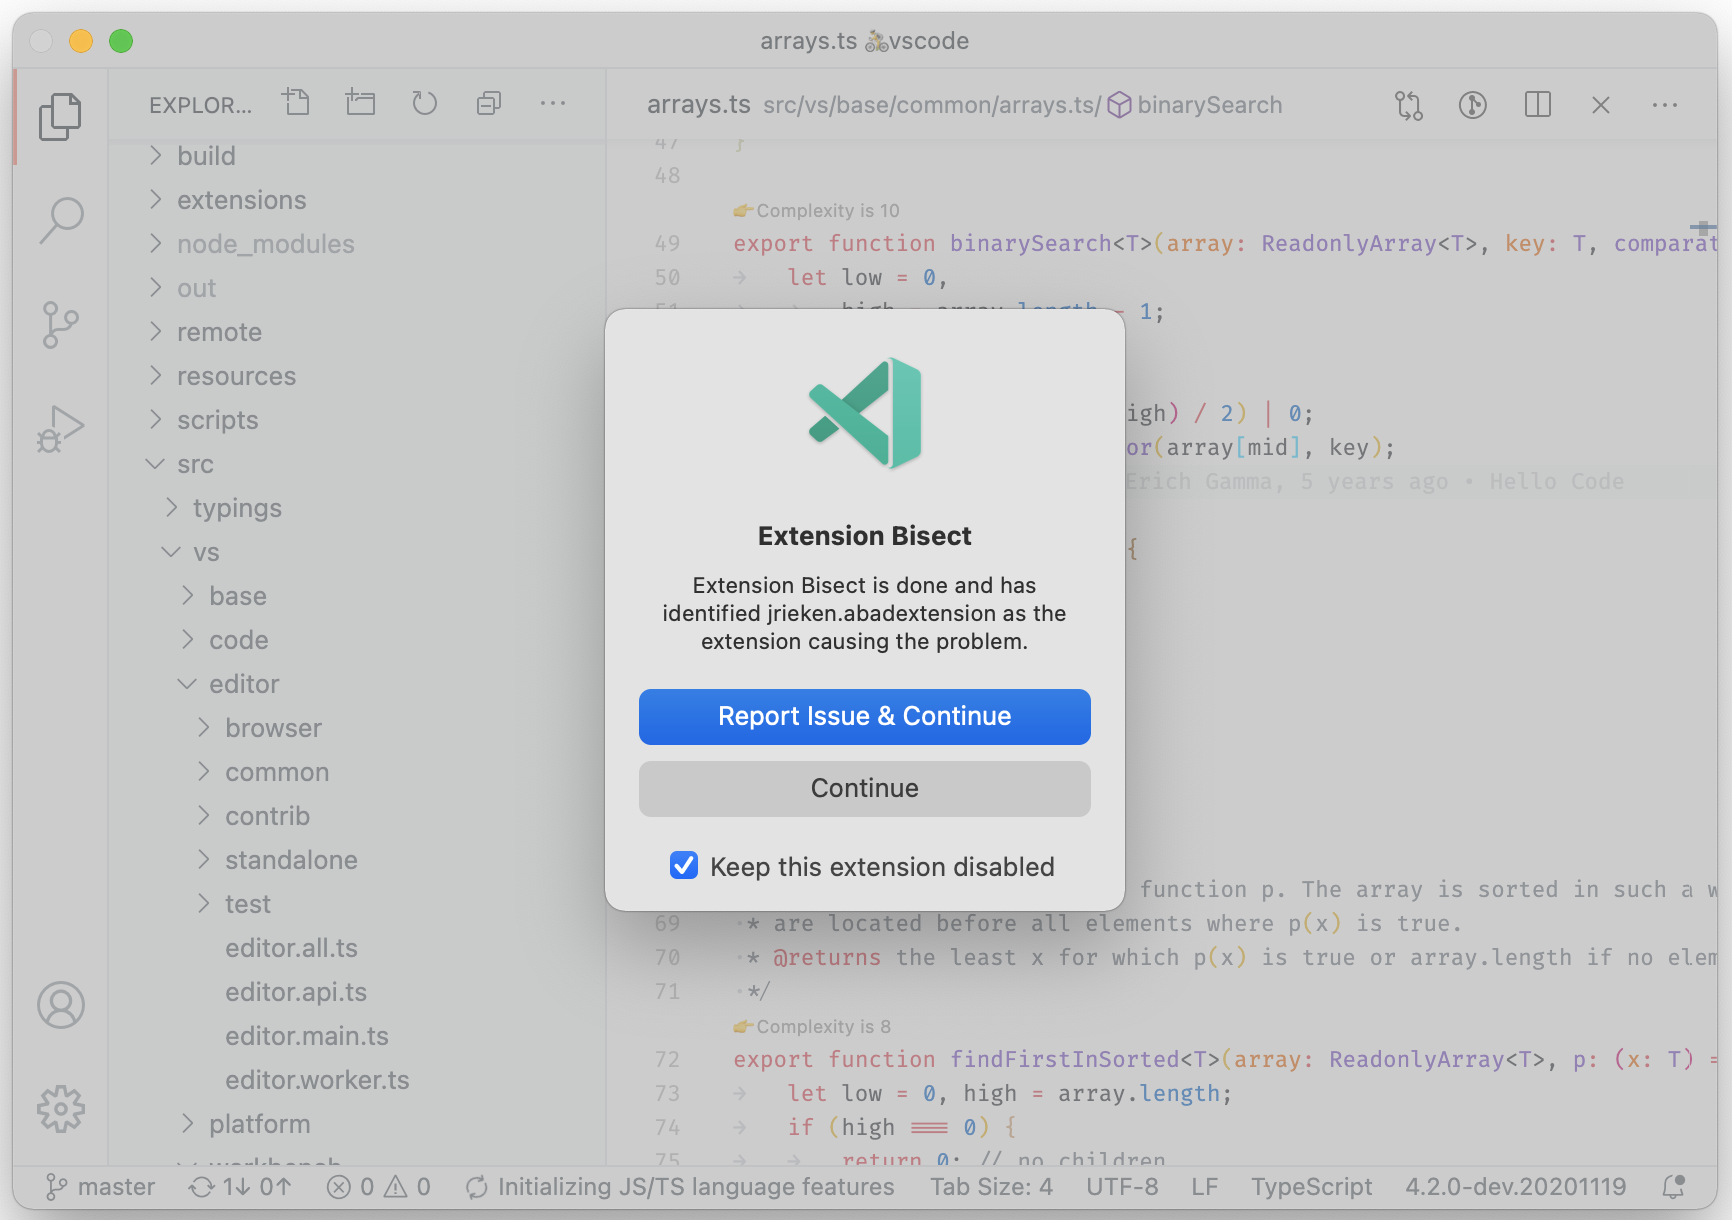 arrays.ts 🚴vscode
EXPLOR...
arrays.ts src/vs/base/common/arrays.ts/ binarySearch
build
extensions
node_modules
out
remote
resources
scripts
src
typings
vs
base
code
editor
browser
common
contrib
standalone
test
editor.all.ts
editor.api.ts
editor.main.ts
editor.worker.ts
platform
workbench
47 }
48
👉Complexity is 10
49 export function binarySearch<T>(array: ReadonlyArray<T>, key: T, comparat
50 → let low = 0,
51 → → high = array.length - 1;
igh) / 2) | 0;
or(array[mid], key);
Erich Gamma, 5 years ago • Hello Code
{
function p. The array is sorted in such a w
69 * are located before all elements where p(x) is true.
70 * @returns the least x for which p(x) is true or array.length if no elem
71 */
👉Complexity is 8
72 export function findFirstInSorted<T>(array: ReadonlyArray<T>, p: (x: T) =
73 → let low = 0, high = array.length;
74 → if (high === 0) {
75 → → return 0; // no children
Extension Bisect
Extension Bisect is done and has
identified jrieken.abadextension as the
extension causing the problem.
Report Issue & Continue
Continue
Keep this extension disabled
master 1↓ 0↑ 0 0 Initializing JS/TS language features Tab Size: 4 UTF-8 LF TypeScript 4.2.0-dev.20201119